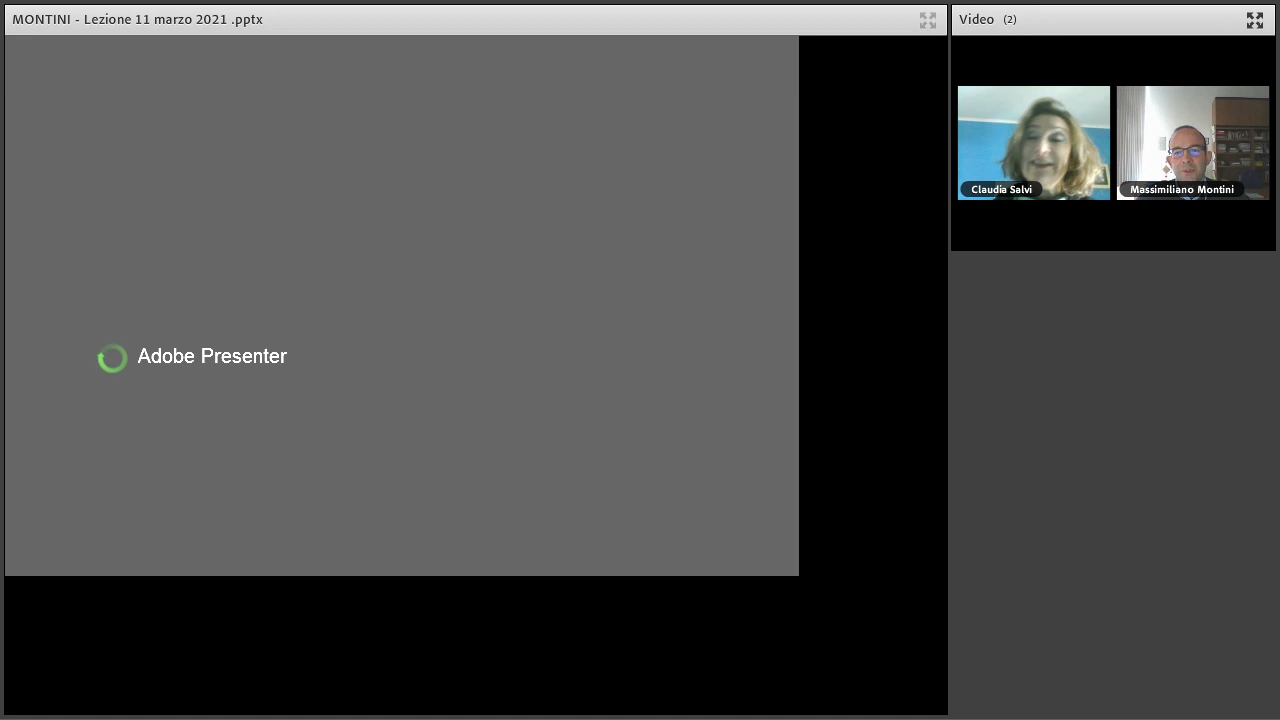 MONTINI - Lezione 11 marzo 2021 .pptx
Video (2)
Claudia Salvi
Massimiliano Montini
Adobe Presenter